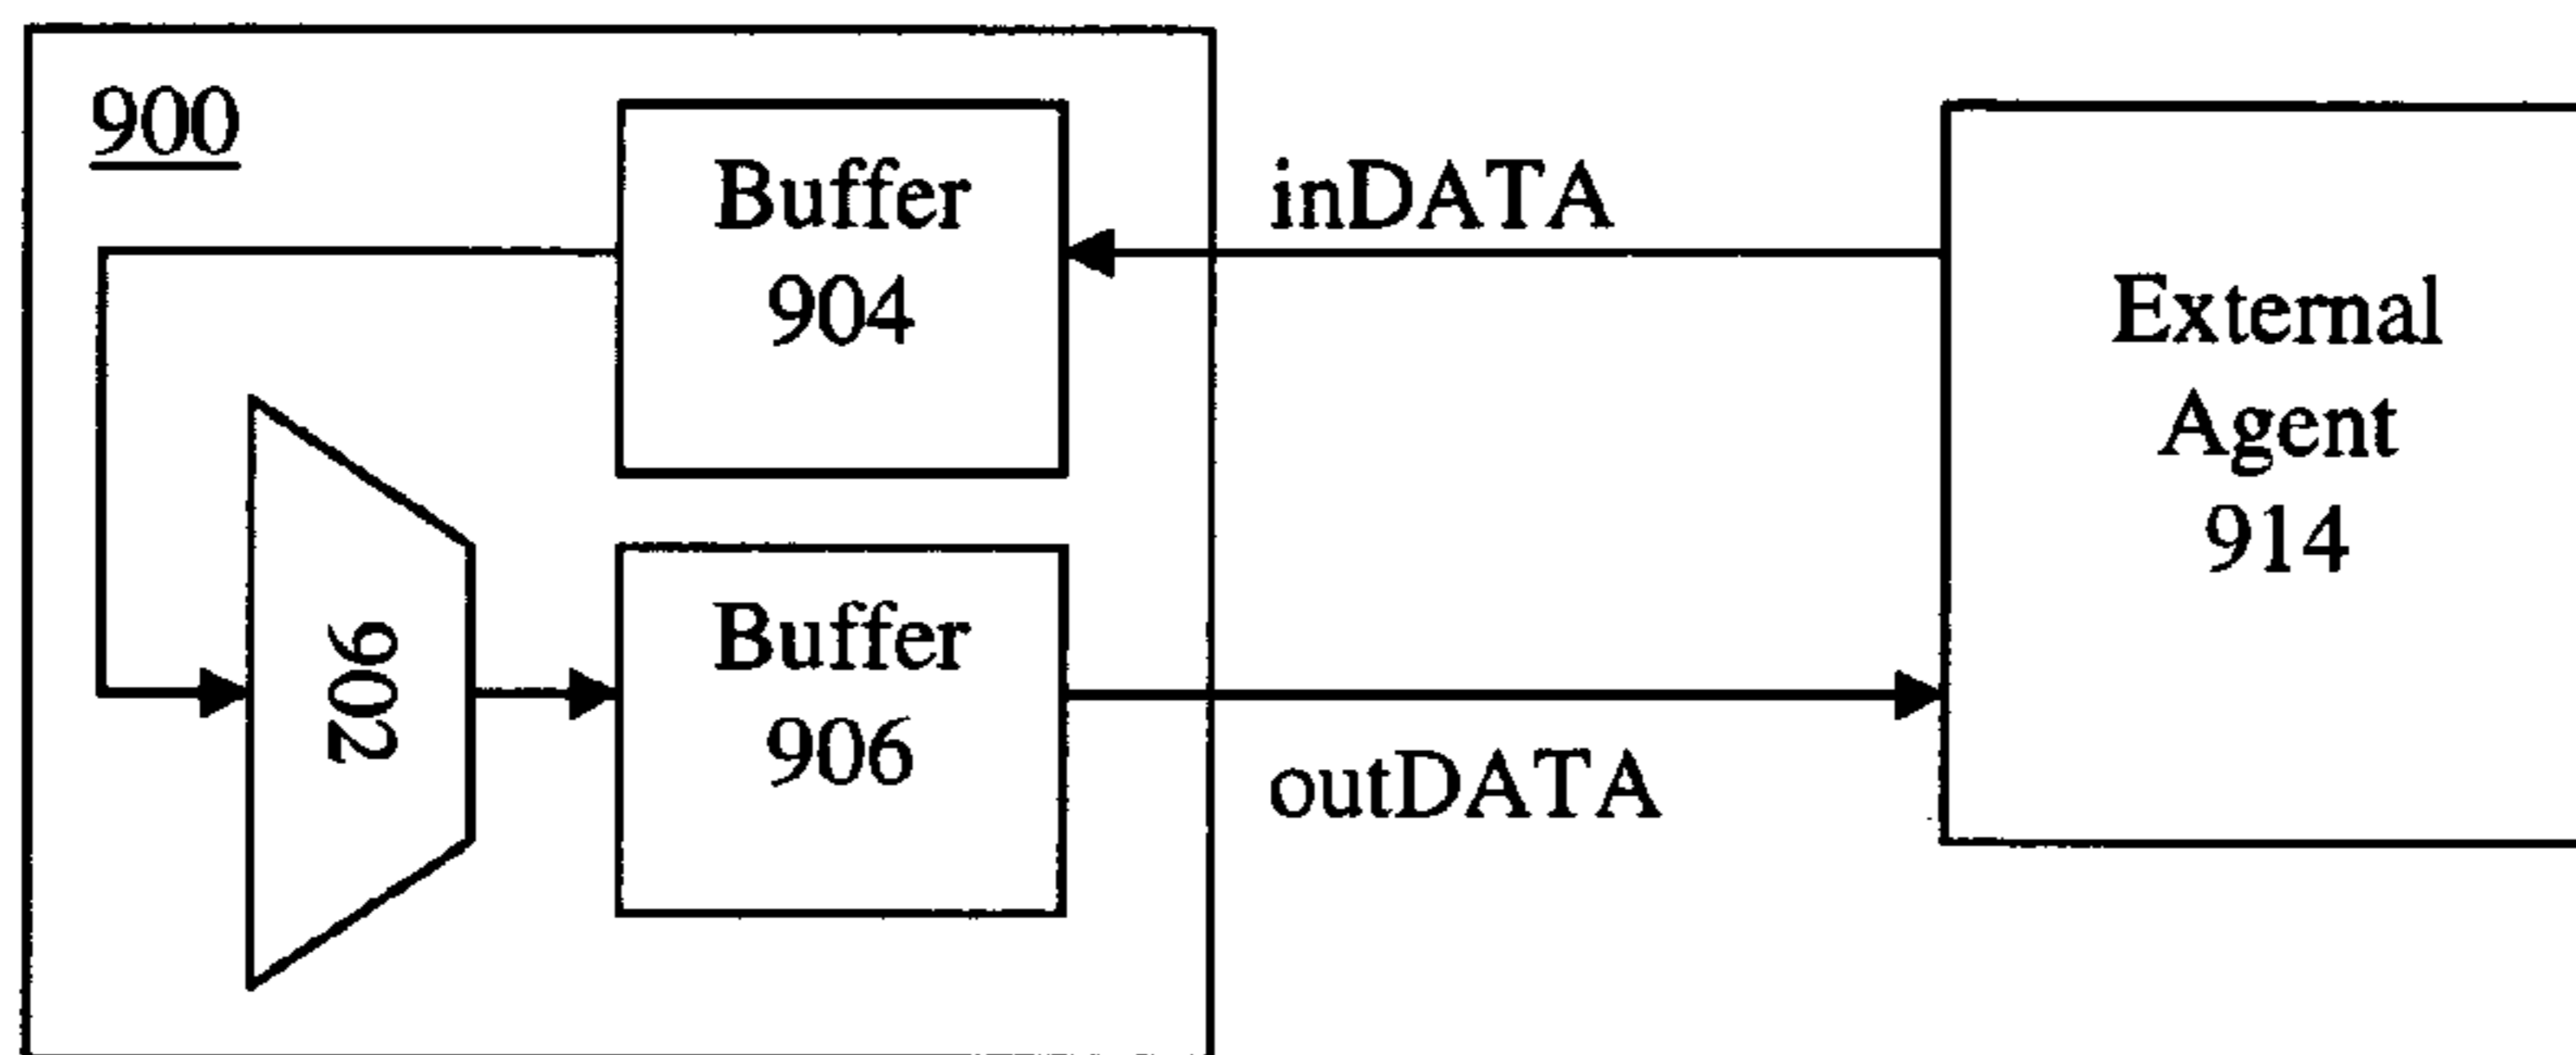 900
Buffer
904
inDATA
External
Agent
914
902
Buffer
906
outDATA